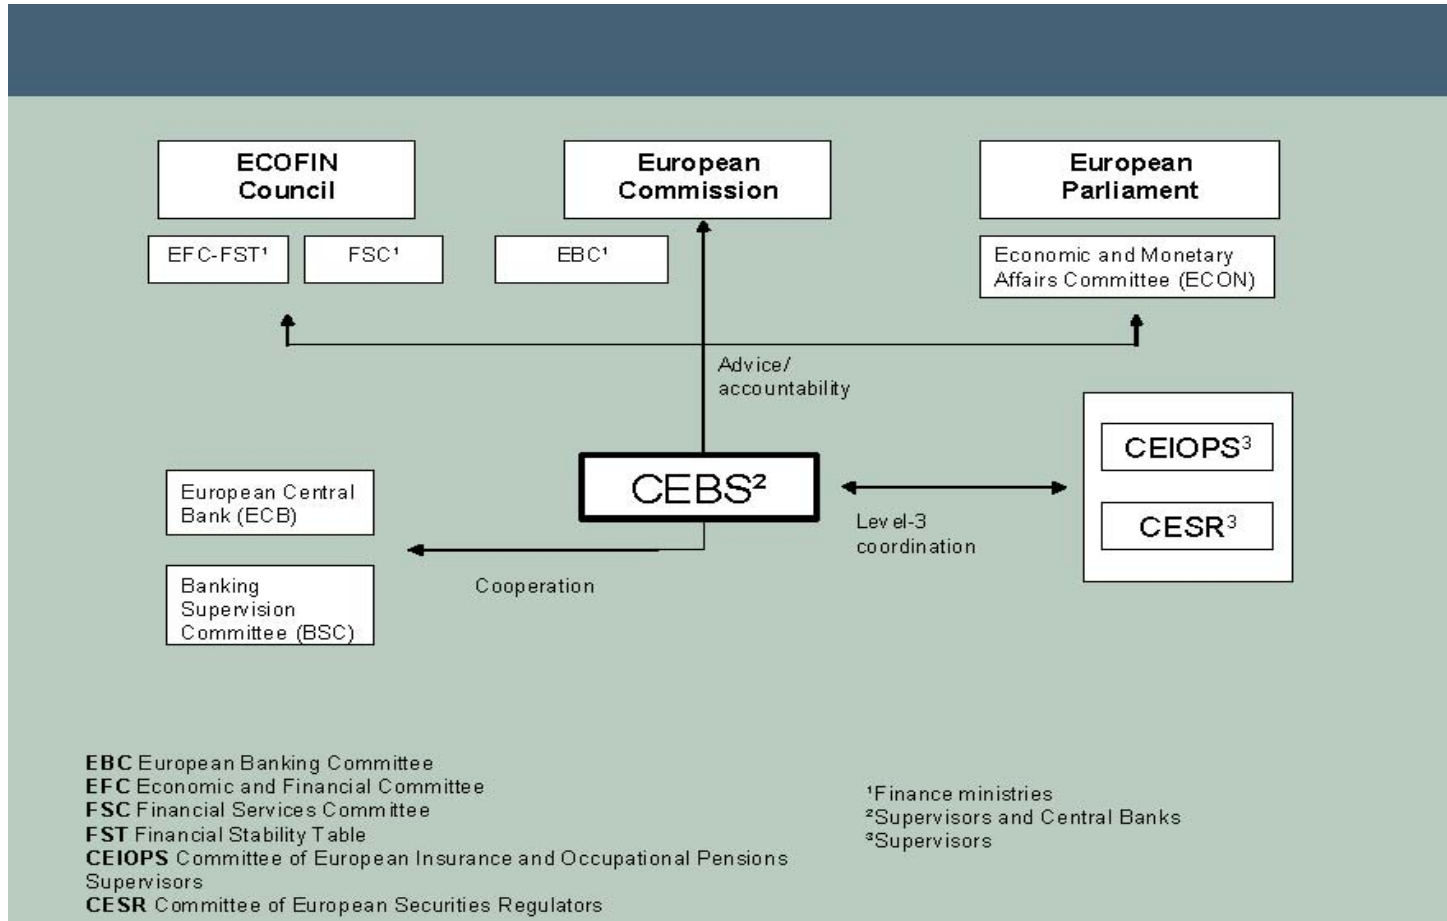 ECOFIN
Council
European
Commission
European
Parliament
EFC-FST¹
FSC¹
EBC¹
Economic and Monetary
Affairs Committee (ECON)
Advice/
accountability
CEIOPS³
CEBS²
CESR³
European Central
Bank (ECB)
Level-3
coordination
Cooperation
Banking
Supervision
Committee (BSC)
EBC European Banking Committee
EFC Economic and Financial Committee
FSC Financial Services Committee
FST Financial Stability Table
CEIOPS Committee of European Insurance and Occupational Pensions
Supervisors
CESR Committee of European Securities Regulators
¹Finance ministries
²Supervisors and Central Banks
³Supervisors